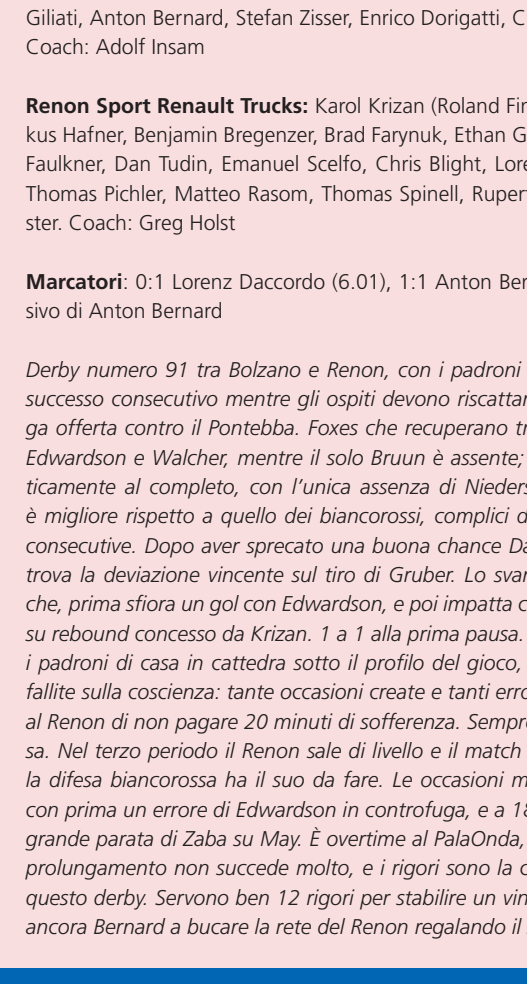 Giliati, Anton Bernard, Stefan Zisser, Enrico Dorigatti, C
Coach: Adolf Insam
Renon Sport Renault Trucks: Karol Krizan (Roland Fin
kus Hafner, Benjamin Bregenzer, Brad Farynuk, Ethan G
Faulkner, Dan Tudin, Emanuel Scelfo, Chris Blight, Lore
Thomas Pichler, Matteo Rasom, Thomas Spinell, Ruper
ster. Coach: Greg Holst
Marcatori: 0:1 Lorenz Daccordo (6.01), 1:1 Anton Ber
sivo di Anton Bernard
Derby numero 91 tra Bolzano e Renon, con i padroni
successo consecutivo mentre gli ospiti devono riscattar
ga offerta contro il Pontebba. Foxes che recuperano tr
Edwardson e Walcher, mentre il solo Bruun è assente;
ticamente al completo, con l'unica assenza di Nieders
è migliore rispetto a quello dei biancorossi, complici d
consecutive. Dopo aver sprecato una buona chance Da
trova la deviazione vincente sul tiro di Gruber. Lo svar
che, prima sfiora un gol con Edwardson, e poi impatta c
su rebound concesso da Krizan. 1 a 1 alla prima pausa.
i padroni di casa in cattedra sotto il profilo del gioco,
fallite sulla coscienza: tante occasioni create e tanti erro
al Renon di non pagare 20 minuti di sofferenza. Sempre
sa. Nel terzo periodo il Renon sale di livello e il match
la difesa biancorossa ha il suo da fare. Le occasioni m
con prima un errore di Edwardson in controfuga, e a 18
grande parata di Zaba su May. È overtime al PalaOnda,
prolungamento non succede molto, e i rigori sono la c
questo derby. Servono ben 12 rigori per stabilire un vin
ancora Bernard a bucare la rete del Renon regalando il